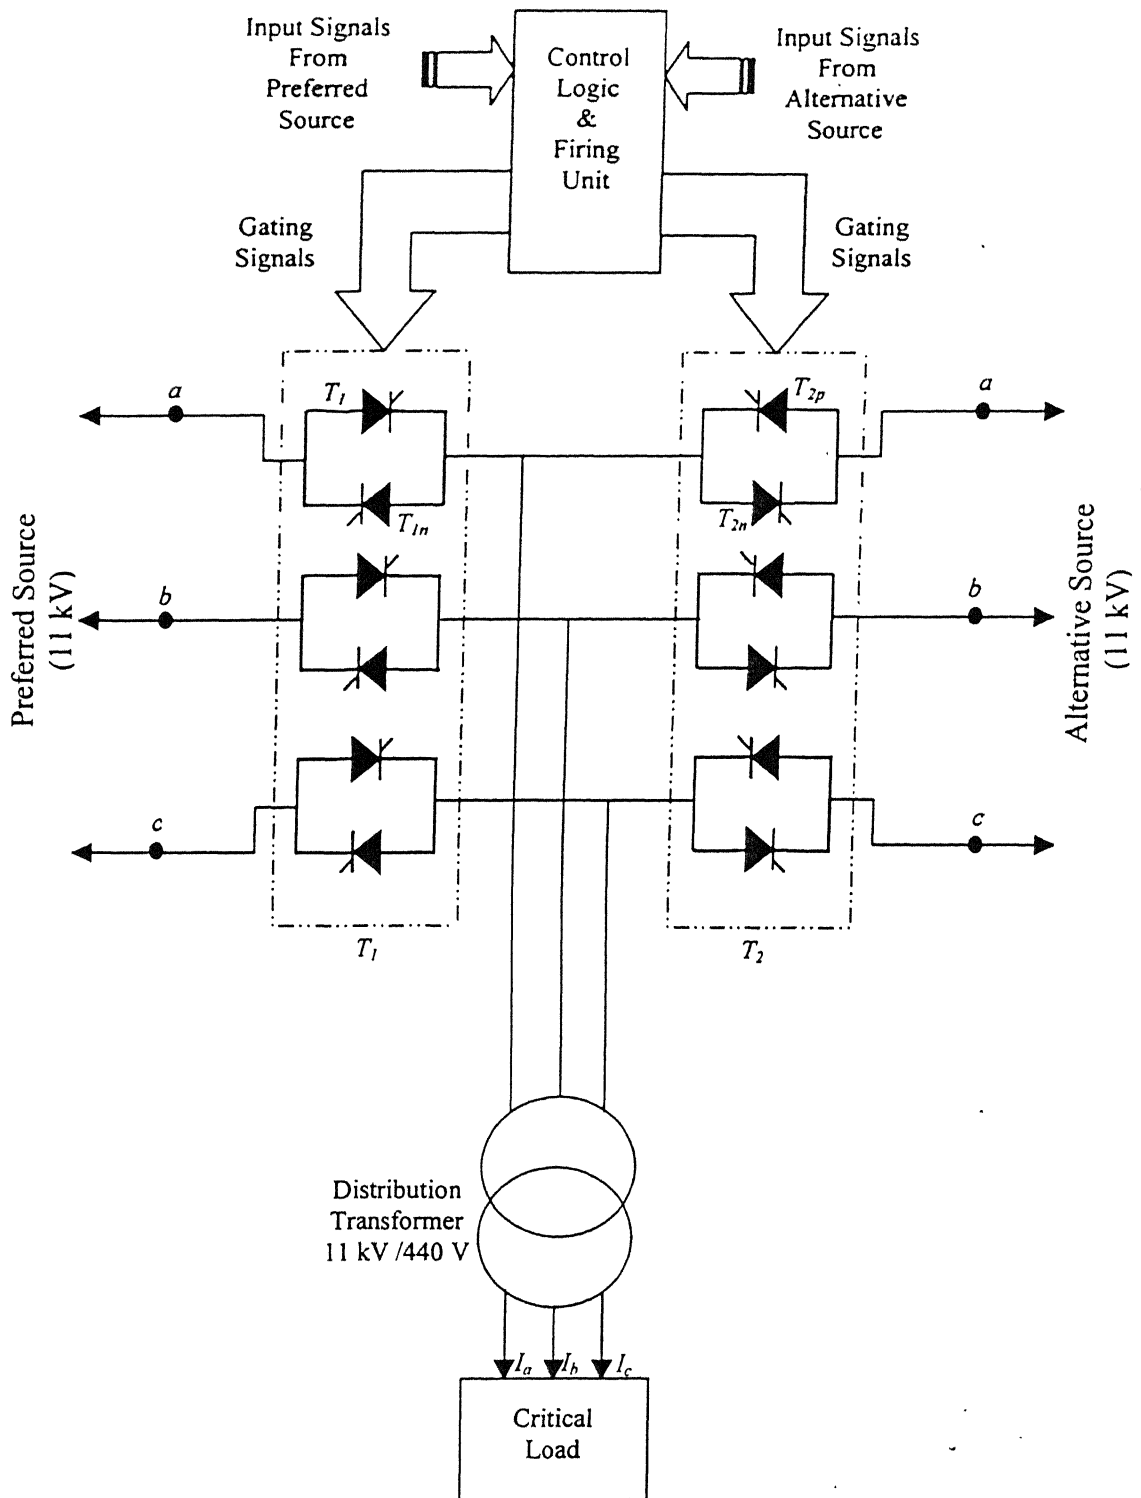 Input Signals
From
Preferred
Source
Control
Logic
&
Firing
Unit
Input Signals
From
Alternative
Source
Gating
Signals
Gating
Signals
a
T1
T1n
T2p
T2n
a
Preferred Source
(11 kV)
b
b
Alternative Source
(11 kV)
c
c
T1
T2
Distribution
Transformer
11 kV /440 V
Ia
Ib
Ic
Critical
Load